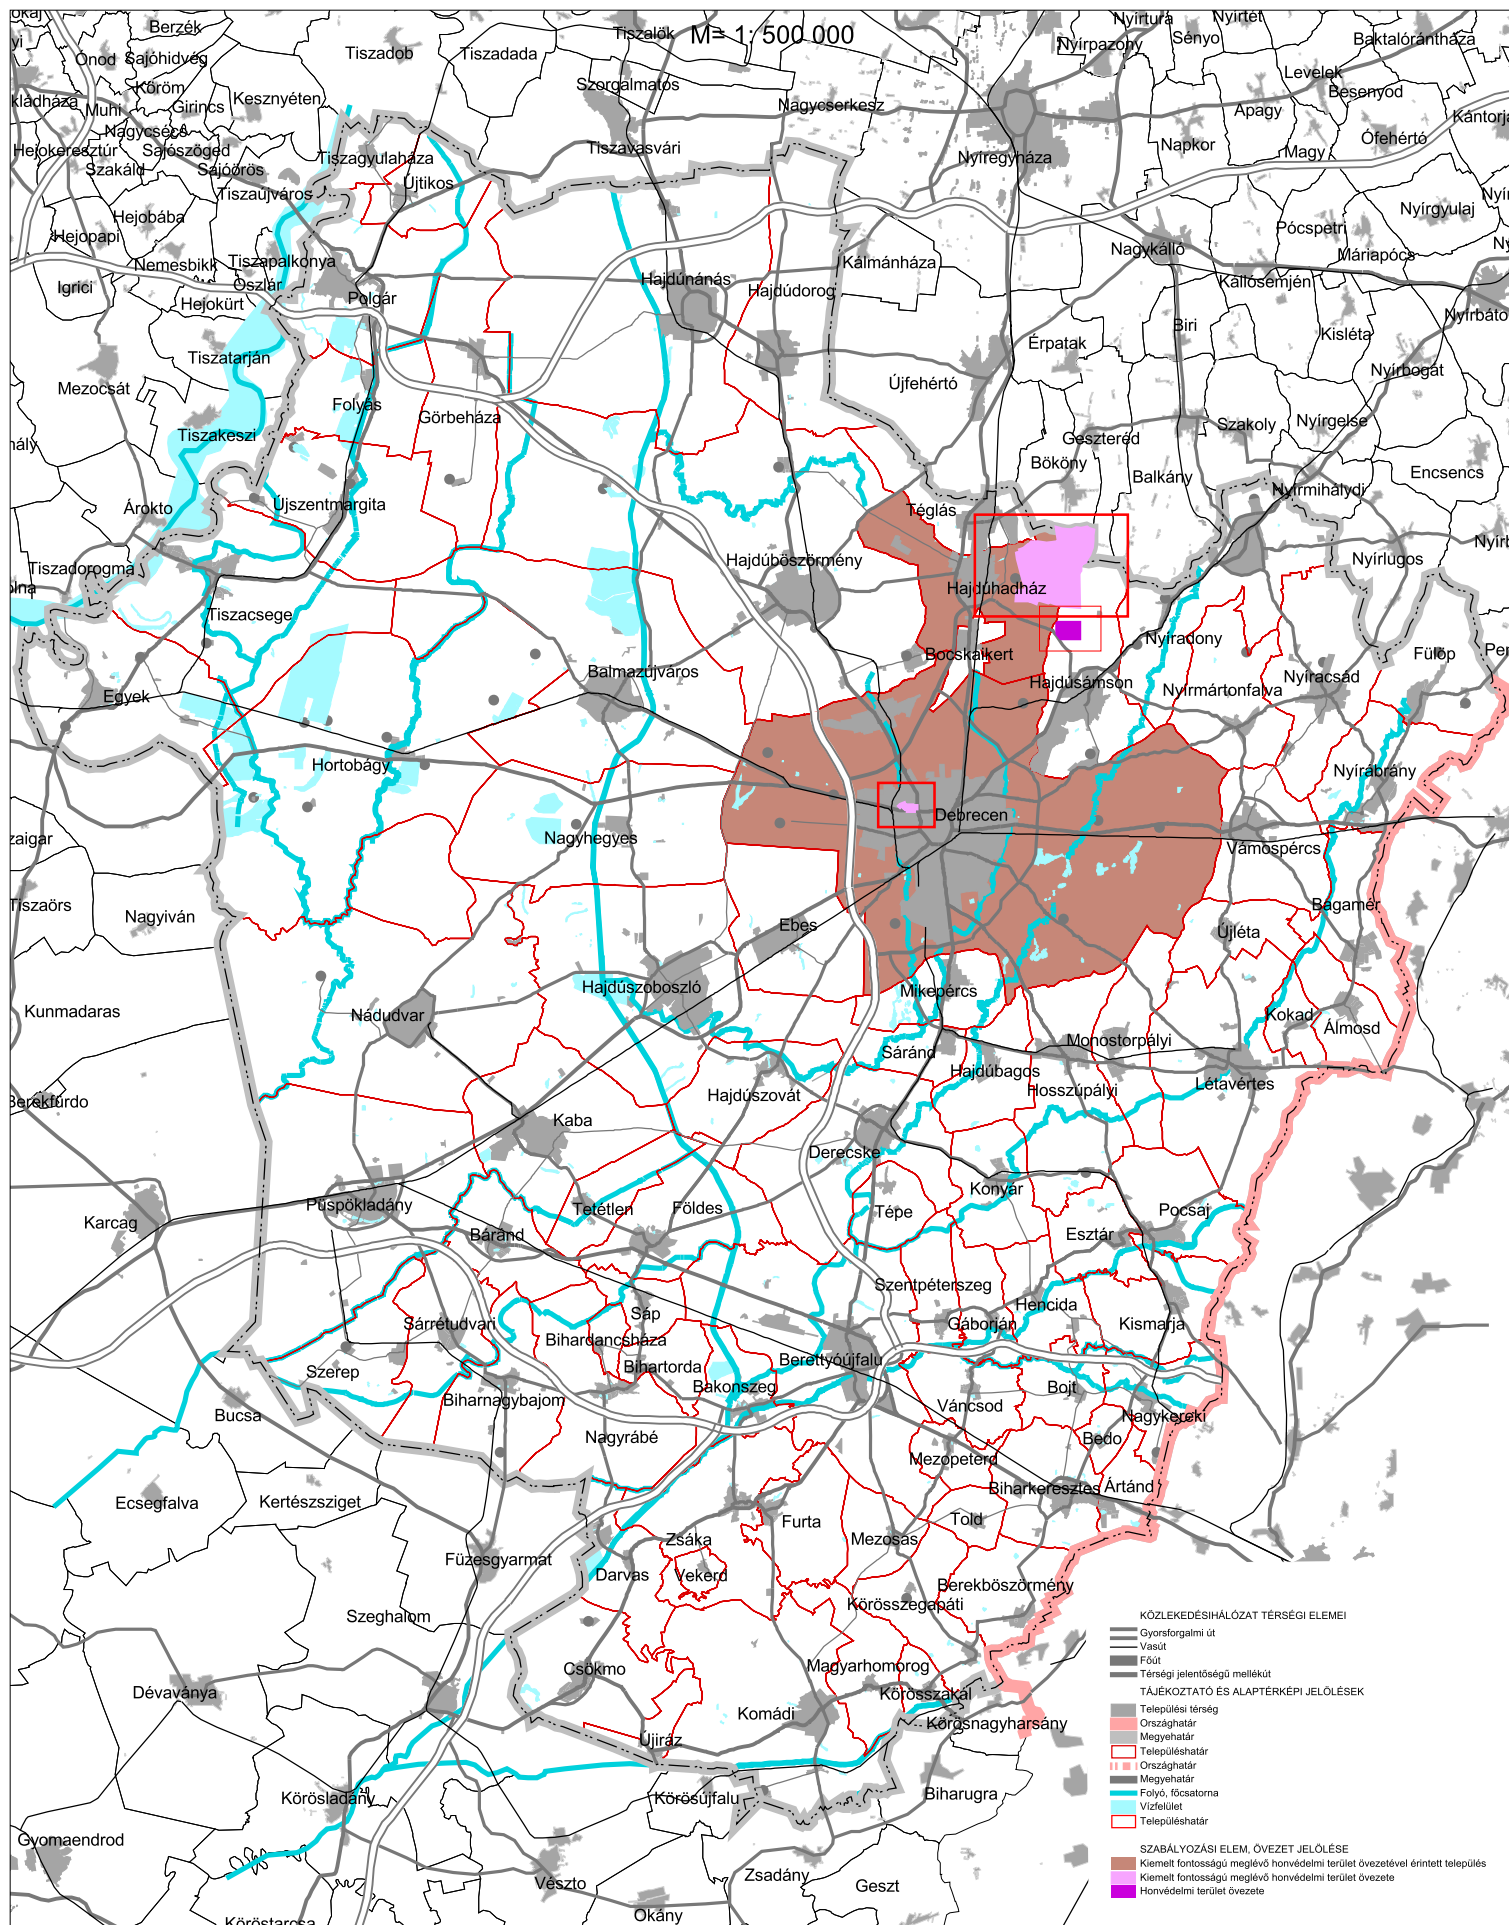 M= 1: 500 000
Berzék
Tiszadob
Tiszadada
Tiszalök
Nyírtura
Nyírtét
Sényo
Nyírpazony
Baktalórántháza
Onod
Sajóhidvég
Köröm
Girincs
Kesznyéten
Szorgalmatos
Nagycserkesz
Levelek
Besenyod
kládháza
Muhi
Nagycsécs
Apagy
Kántorja
Hejokeresztúr
Sajószöged
Szakáld
Sajóörös
Tiszagyulaháza
Tiszavasvári
Nyíregyháza
Napkor
Magy
Ófehértó
Tiszaújváros
Újtikos
Hejobába
Hejopapi
Nyírgyulaj
Pócspetri
Nemesbikk
Tiszapalkonya
Oszlár
Igrici
Hejokürt
Polgár
Hajdúnánás
Hajdúdorog
Kálmánháza
Nagykálló
Máriapócs
Kállósemjén
Nyírbáto
Biri
Kisléta
Érpatak
Tiszatarján
Mezocsát
Újfehértó
Nyírbogát
Folyás
Görbeháza
Tiszakeszi
Geszteréd
Szakoly
Nyírgelse
Bököny
Balkány
Encsencs
Nyírmihálydi
Árokto
Újszentmargita
Téglás
Tiszadorogma
Hajdúböszörmény
Nyírlugos
Hajdúhadház
Tiszacsege
Bocskaikert
Nyíradony
Fülöp
Egyek
Balmazújváros
Hajdúsámson
Nyírmártonfalva
Nyíracsád
Hortobágy
Nyírábrány
Nagyhegyes
Debrecen
Vámospércs
zaigar
Tiszaörs
Nagyiván
Ebes
Bagamér
Újléta
Hajdúszoboszló
Mikepércs
Kunmadaras
Nádudvar
Kokad
Álmosd
Sáránd
Monostorpályi
Hajdúbagos
Hosszúpályi
Létavértes
Berekfürdo
Hajdúszovát
Kaba
Derecske
Konyár
Karcag
Püspökladány
Tetétlen
Földes
Tépe
Pocsaj
Báránd
Esztár
Szentpéterszeg
Hencida
Sáp
Gáborján
Kismarja
Sárrétudvari
Bihardancsháza
Bihartorda
Berettyóújfalu
Szerep
Bakonszeg
Bojt
Biharnagybajom
Váncsod
Nagykereki
Bucsa
Nagyrábé
Bedo
Mezopeterd
Biharkeresztes
Ártánd
Ecsegfalva
Kertészsziget
Furta
Told
Zsáka
Mezosas
Füzesgyarmat
Darvas
Vekerd
Berekböszörmény
Körösszegapáti
Szeghalom
Csökmo
Magyarhomorog
Dévaványa
Körösszakál
Komádi
Körösnagyharsány
Újiráz
Körösladány
Körösújfalu
Biharugra
Gyomaendrod
Zsadány
Vészto
Geszt
Okány
Köröstarcsa
KÖZLEKEDÉSIHÁLÓZAT TÉRSÉGI ELEMEI
Gyorsforgalmi út
Vasút
Főút
Térségi jelentőségű mellékút
TÁJÉKOZTATÓ ÉS ALAPTÉRKÉPI JELÖLÉSEK
Települési térség
Országhatár
Megyehatár
Településhatár
Országhatár
Megyehatár
Folyó, főcsatorna
Vízfelület
Településhatár
SZABÁLYOZÁSI ELEM, ÖVEZET JELÖLÉSE
Kiemelt fontosságú meglévő honvédelmi terület övezetével érintett település
Kiemelt fontosságú meglévő honvédelmi terület övezete
Honvédelmi terület övezete